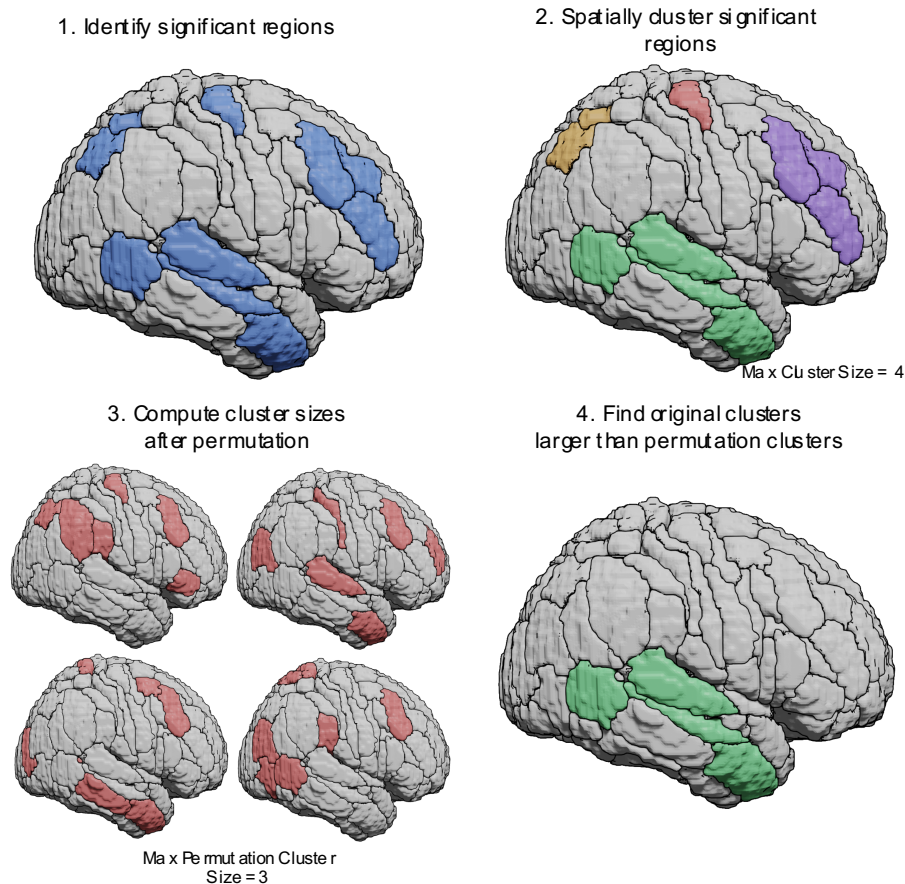 1. Identify significant regions
2. Spatially cluster significant
regions
Max Cluster Size = 4
3. Compute cluster sizes
after permutation
4. Find original clusters
larger than permutation clusters
Max Permutation Cluster
Size = 3